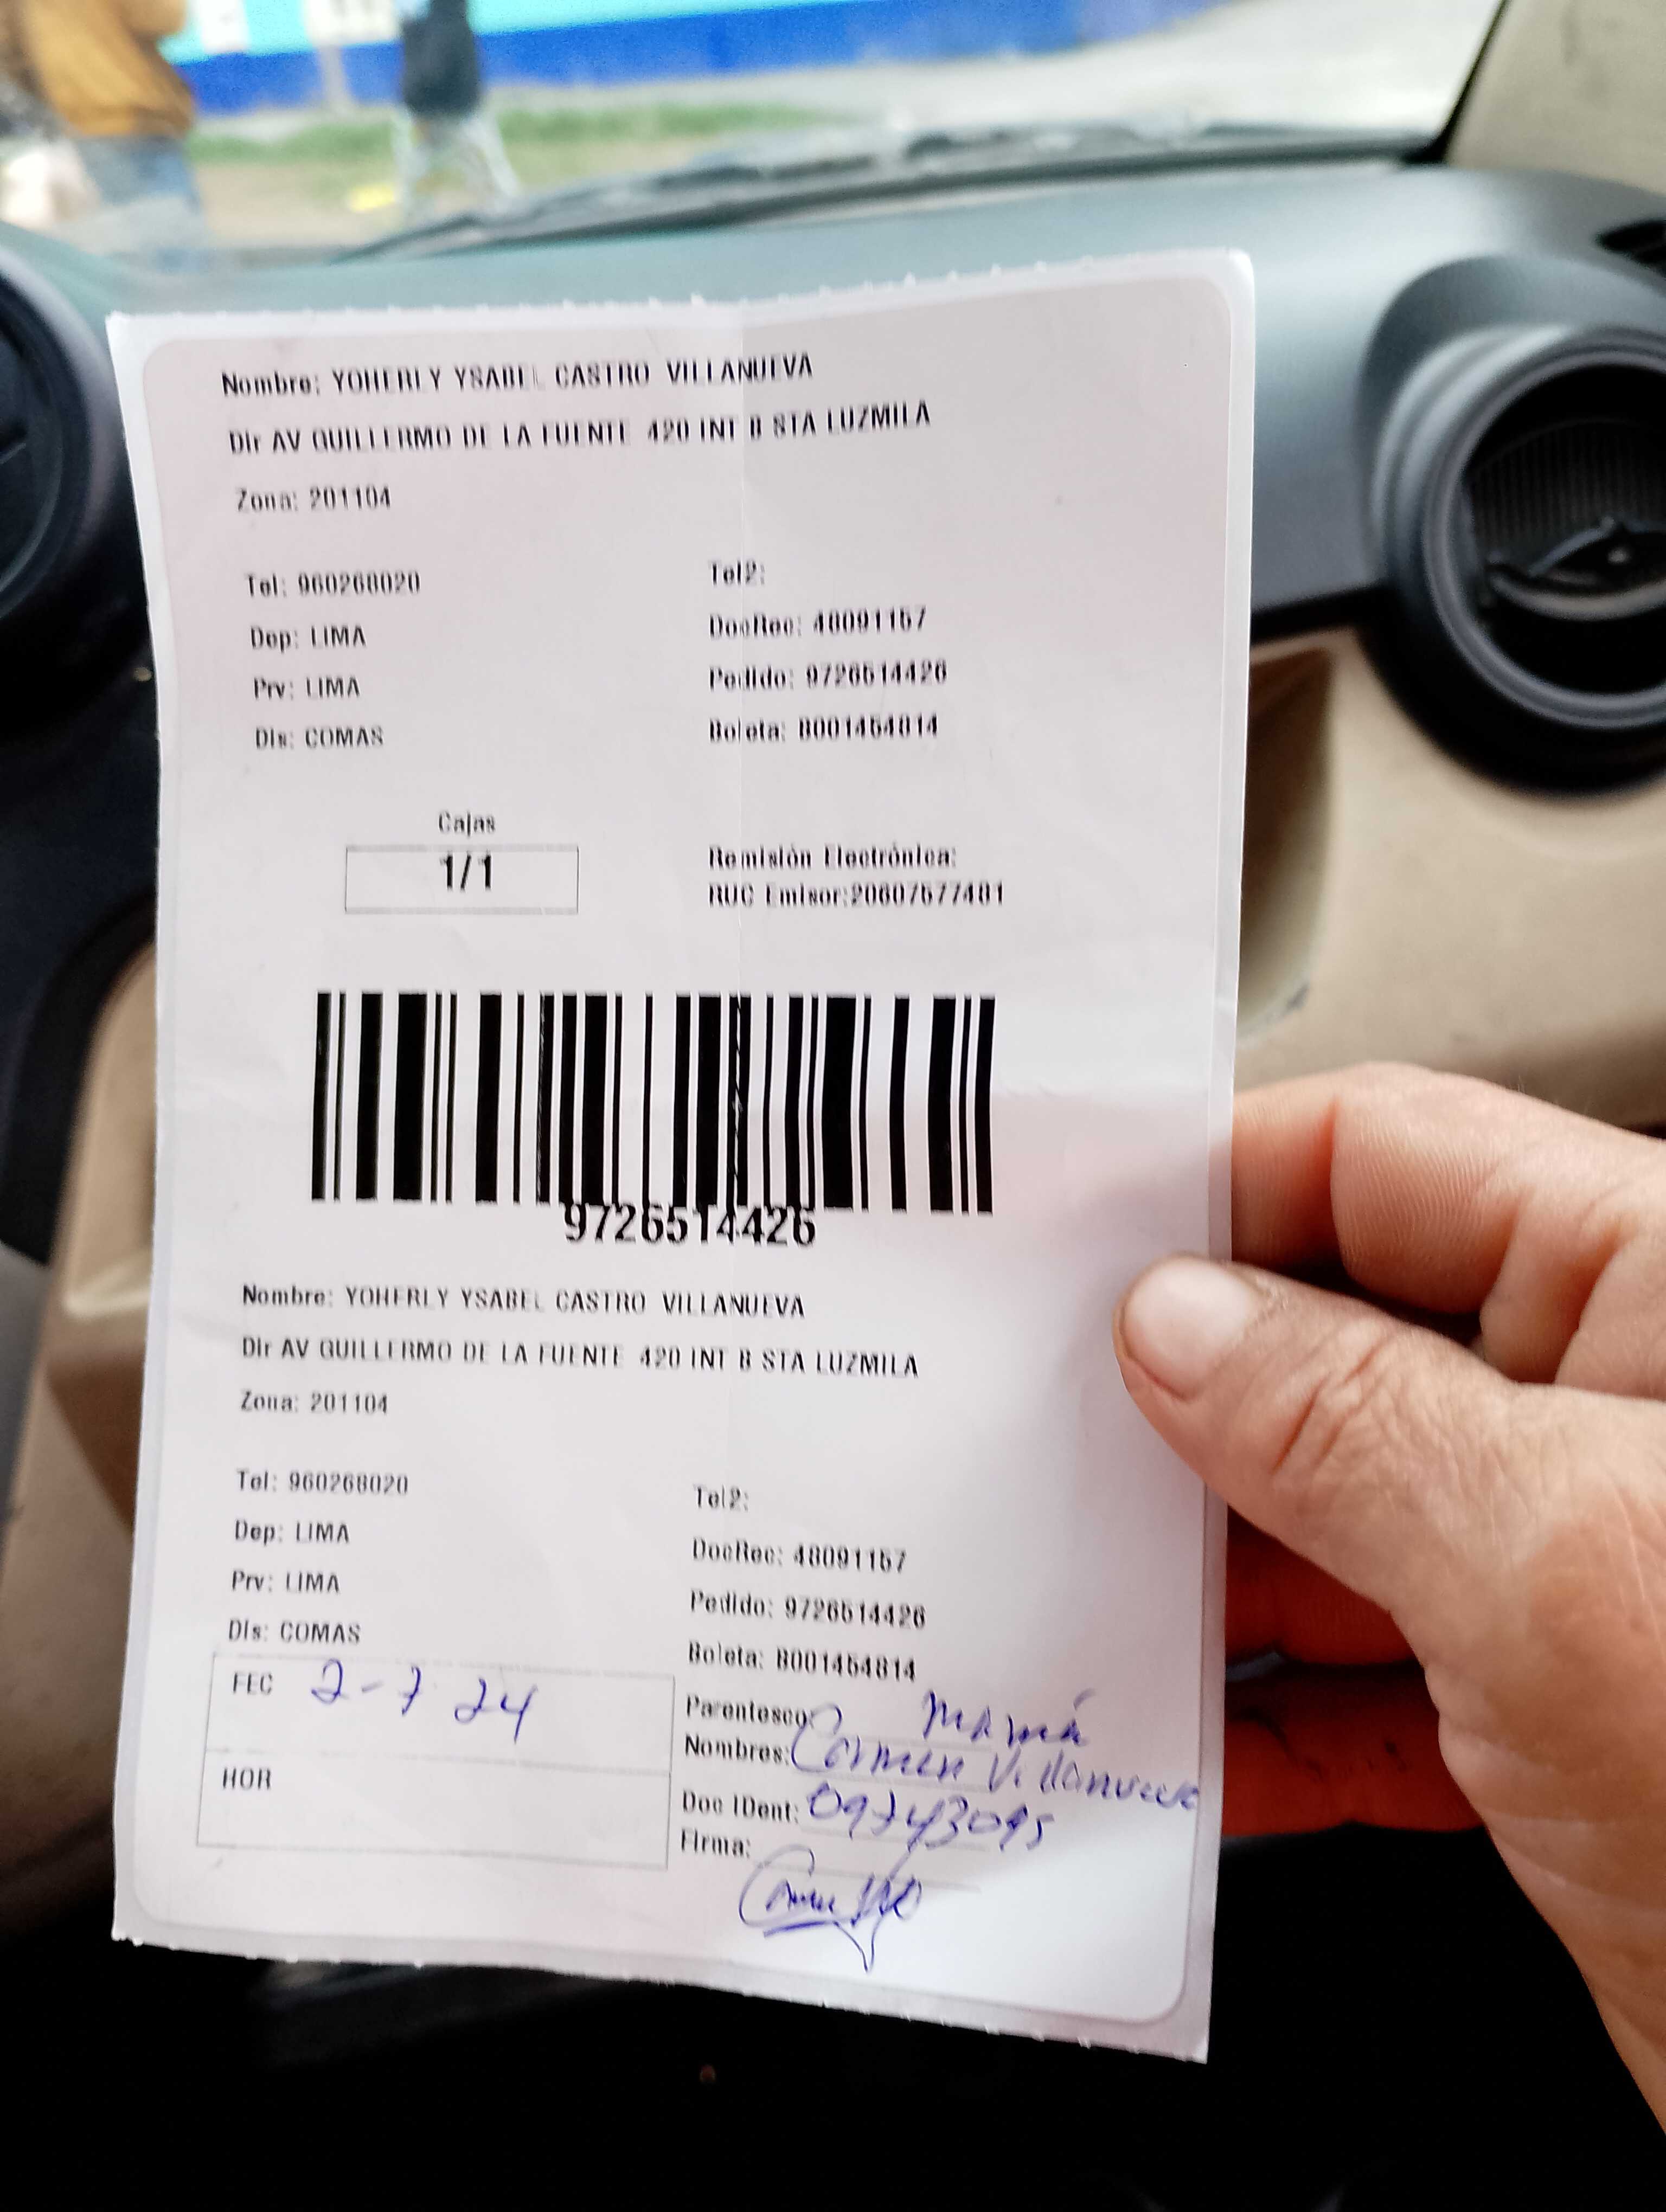 Nombre: YOHERLY YSABEL CASTRO VILLANUEVA
Dir AV GUILLERMO DE LA FUENTE 420 INT B STA LUZMILA
Zona: 201104
Tel: 960268020
Tel2:
Dep: LIMA
DocRec: 48091157
Prv: LIMA
Pedido: 9726514426
Dis: COMAS
Boleta: B001454814
Cajas
1/1
Remisión Electrónica:
RUC Emisor:20607577481
9726514426
Nombre: YOHERLY YSABEL CASTRO VILLANUEVA
Dir AV GUILLERMO DE LA FUENTE 420 INT B STA LUZMILA
Zona: 201104
Tel: 960268020
Tel2:
Dep: LIMA
DocRec: 48091157
Prv: LIMA
Pedido: 9726514426
Dis: COMAS
Boleta: B001454814
FEC 2-7 24
Parentesco: Mamá
Nombres: Carmen Villanueva
HOR
Doc IDent: 09743095
Firma: